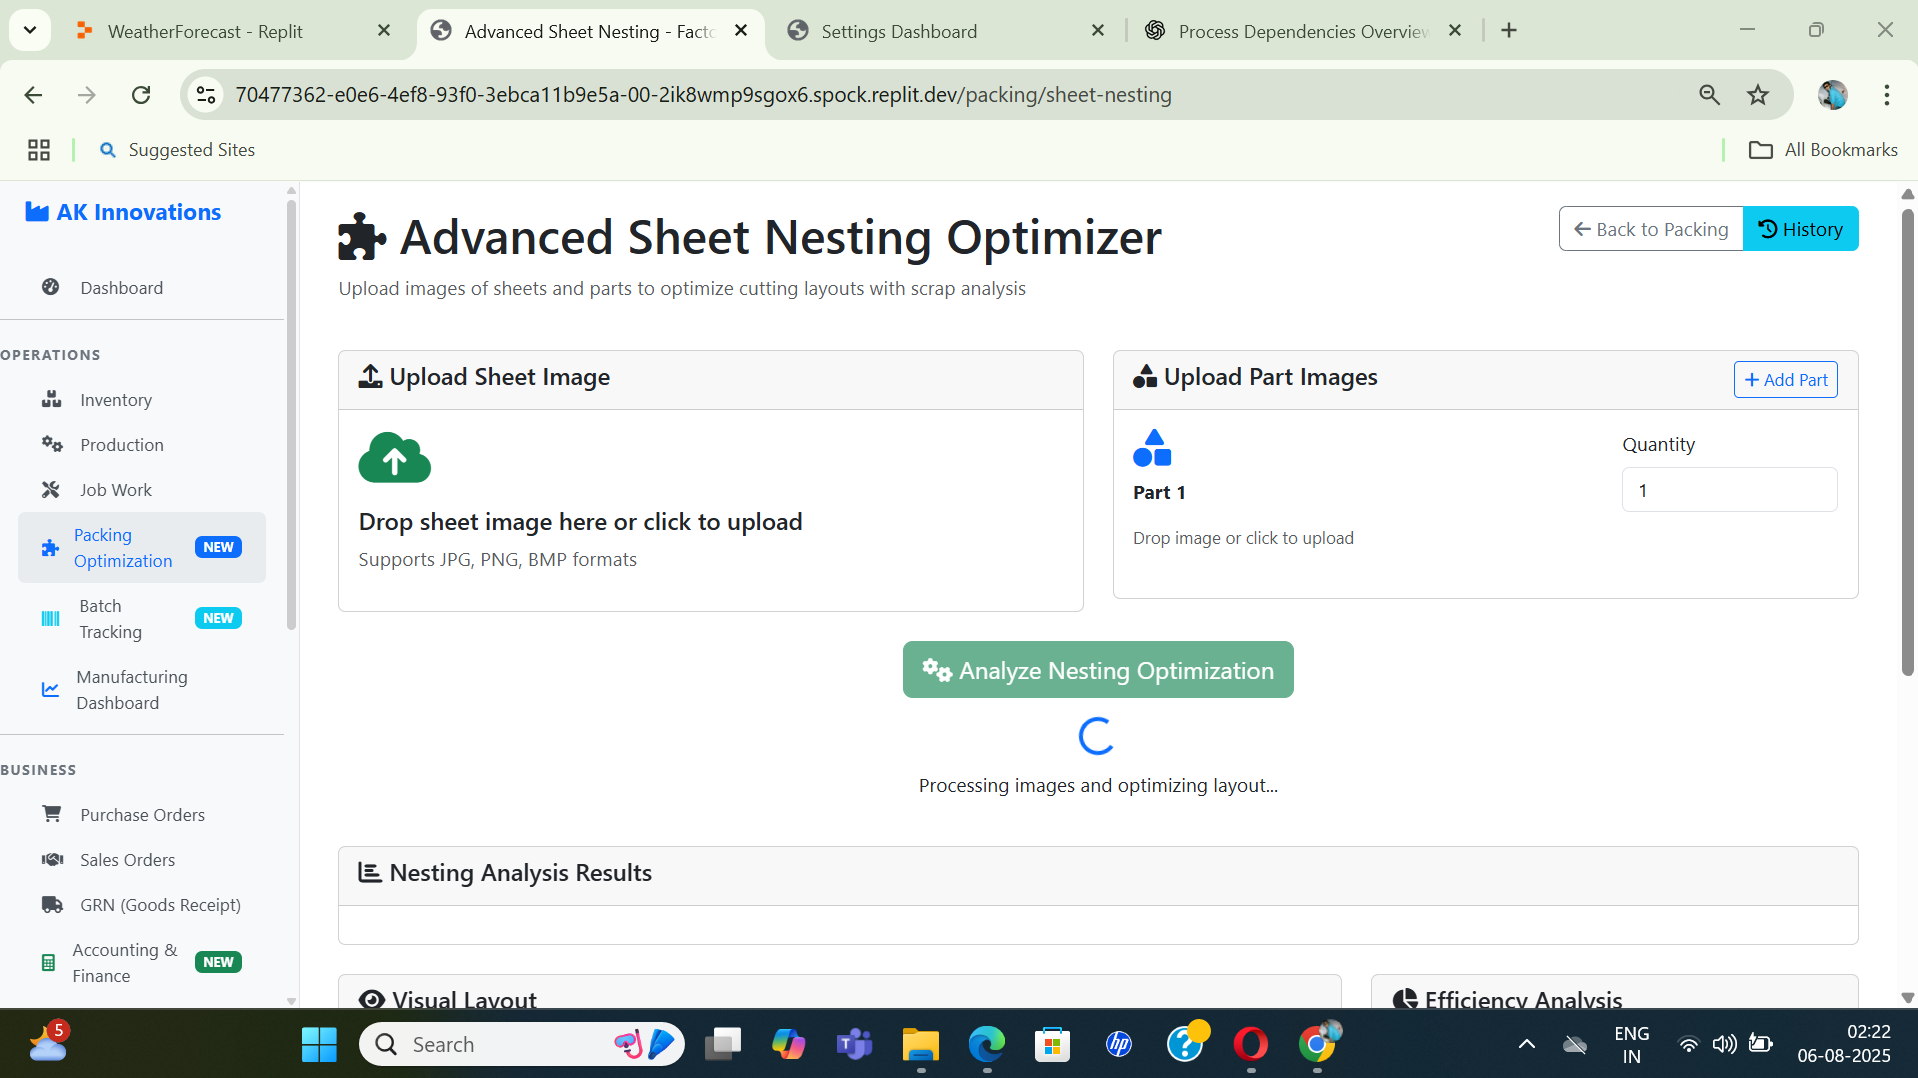 WeatherForecast - Replit
Advanced Sheet Nesting - Facto
Settings Dashboard
Process Dependencies Overview
70477362-e0e6-4ef8-93f0-3ebca11b9e5a-00-2ik8wmp9sgox6.spock.replit.dev/packing/sheet-nesting
Suggested Sites
All Bookmarks
AK Innovations
Dashboard
OPERATIONS
Inventory
Production
Job Work
Packing
Optimization
NEW
Batch
Tracking
NEW
Manufacturing
Dashboard
BUSINESS
Purchase Orders
Sales Orders
GRN (Goods Receipt)
Accounting &
Finance
NEW
Advanced Sheet Nesting Optimizer
Upload images of sheets and parts to optimize cutting layouts with scrap analysis
Back to Packing
History
Upload Sheet Image
Drop sheet image here or click to upload
Supports JPG, PNG, BMP formats
Upload Part Images
Add Part
Part 1
Drop image or click to upload
Quantity
1
Analyze Nesting Optimization
Processing images and optimizing layout...
Nesting Analysis Results
Visual Layout
Efficiency Analysis
5
Search
ENG
IN
02:22
06-08-2025